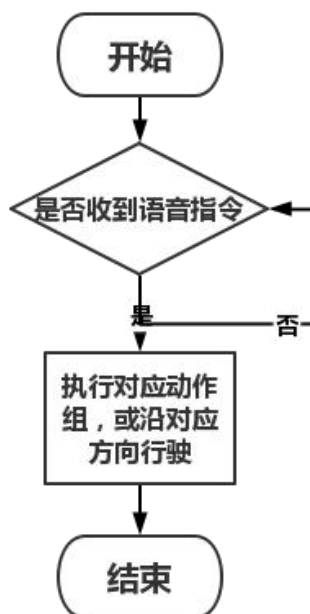 开始
是否收到语音指令
是
否
执行对应动作
组，或沿对应
方向行驶
结束